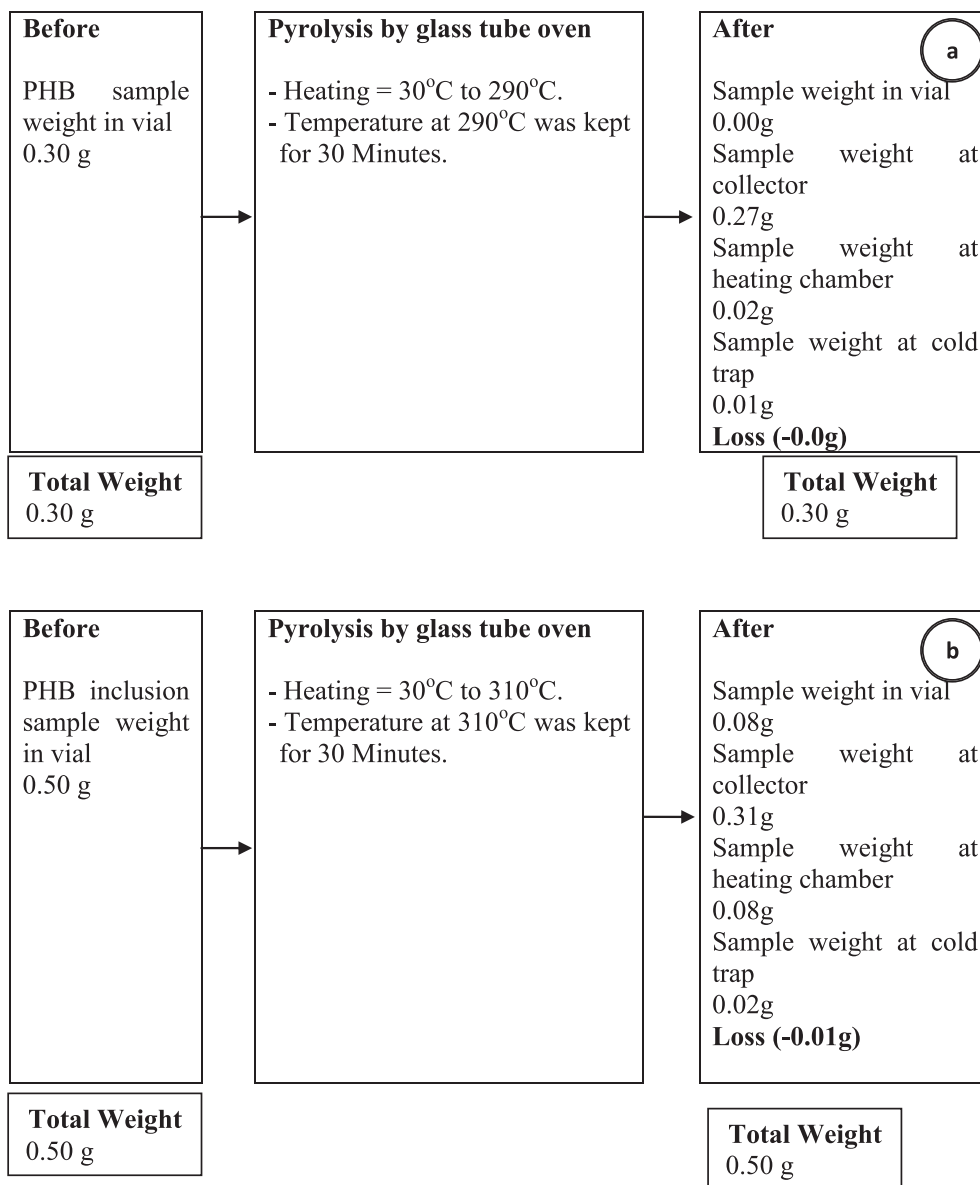 Before
PHB sample
weight in vial
0.30 g
Pyrolysis by glass tube oven
- Heating = 30°C to 290°C.
- Temperature at 290°C was kept
for 30 Minutes.
After
a
Sample weight in vial
0.00g
Sample weight at
collector
0.27g
Sample weight at
heating chamber
0.02g
Sample weight at cold
trap
0.01g
Loss (-0.0g)
Total Weight
0.30 g
Total Weight
0.30 g
Before
PHB inclusion
sample weight
in vial
0.50 g
Pyrolysis by glass tube oven
- Heating = 30°C to 310°C.
- Temperature at 310°C was kept
for 30 Minutes.
After
b
Sample weight in vial
0.08g
Sample weight at
collector
0.31g
Sample weight at
heating chamber
0.08g
Sample weight at cold
trap
0.02g
Loss (-0.01g)
Total Weight
0.50 g
Total Weight
0.50 g